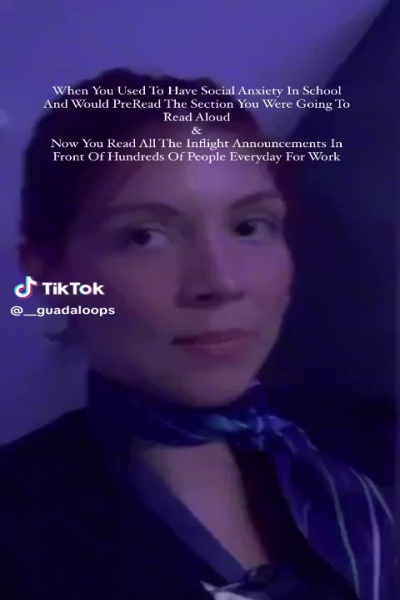 When You Used To Have Social Anxiety In School
And Would PreRead The Section You Were Going To
Read Aloud
&
Now You Read All The Inflight Announcements In
Front Of Hundreds Of People Everyday For Work
TikTok
@__guadaloops